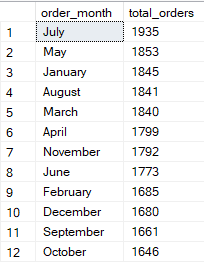 order_month total_orders
1 July 1935
2 May 1853
3 January 1845
4 August 1841
5 March 1840
6 April 1799
7 November 1792
8 June 1773
9 February 1685
10 December 1680
11 September 1661
12 October 1646